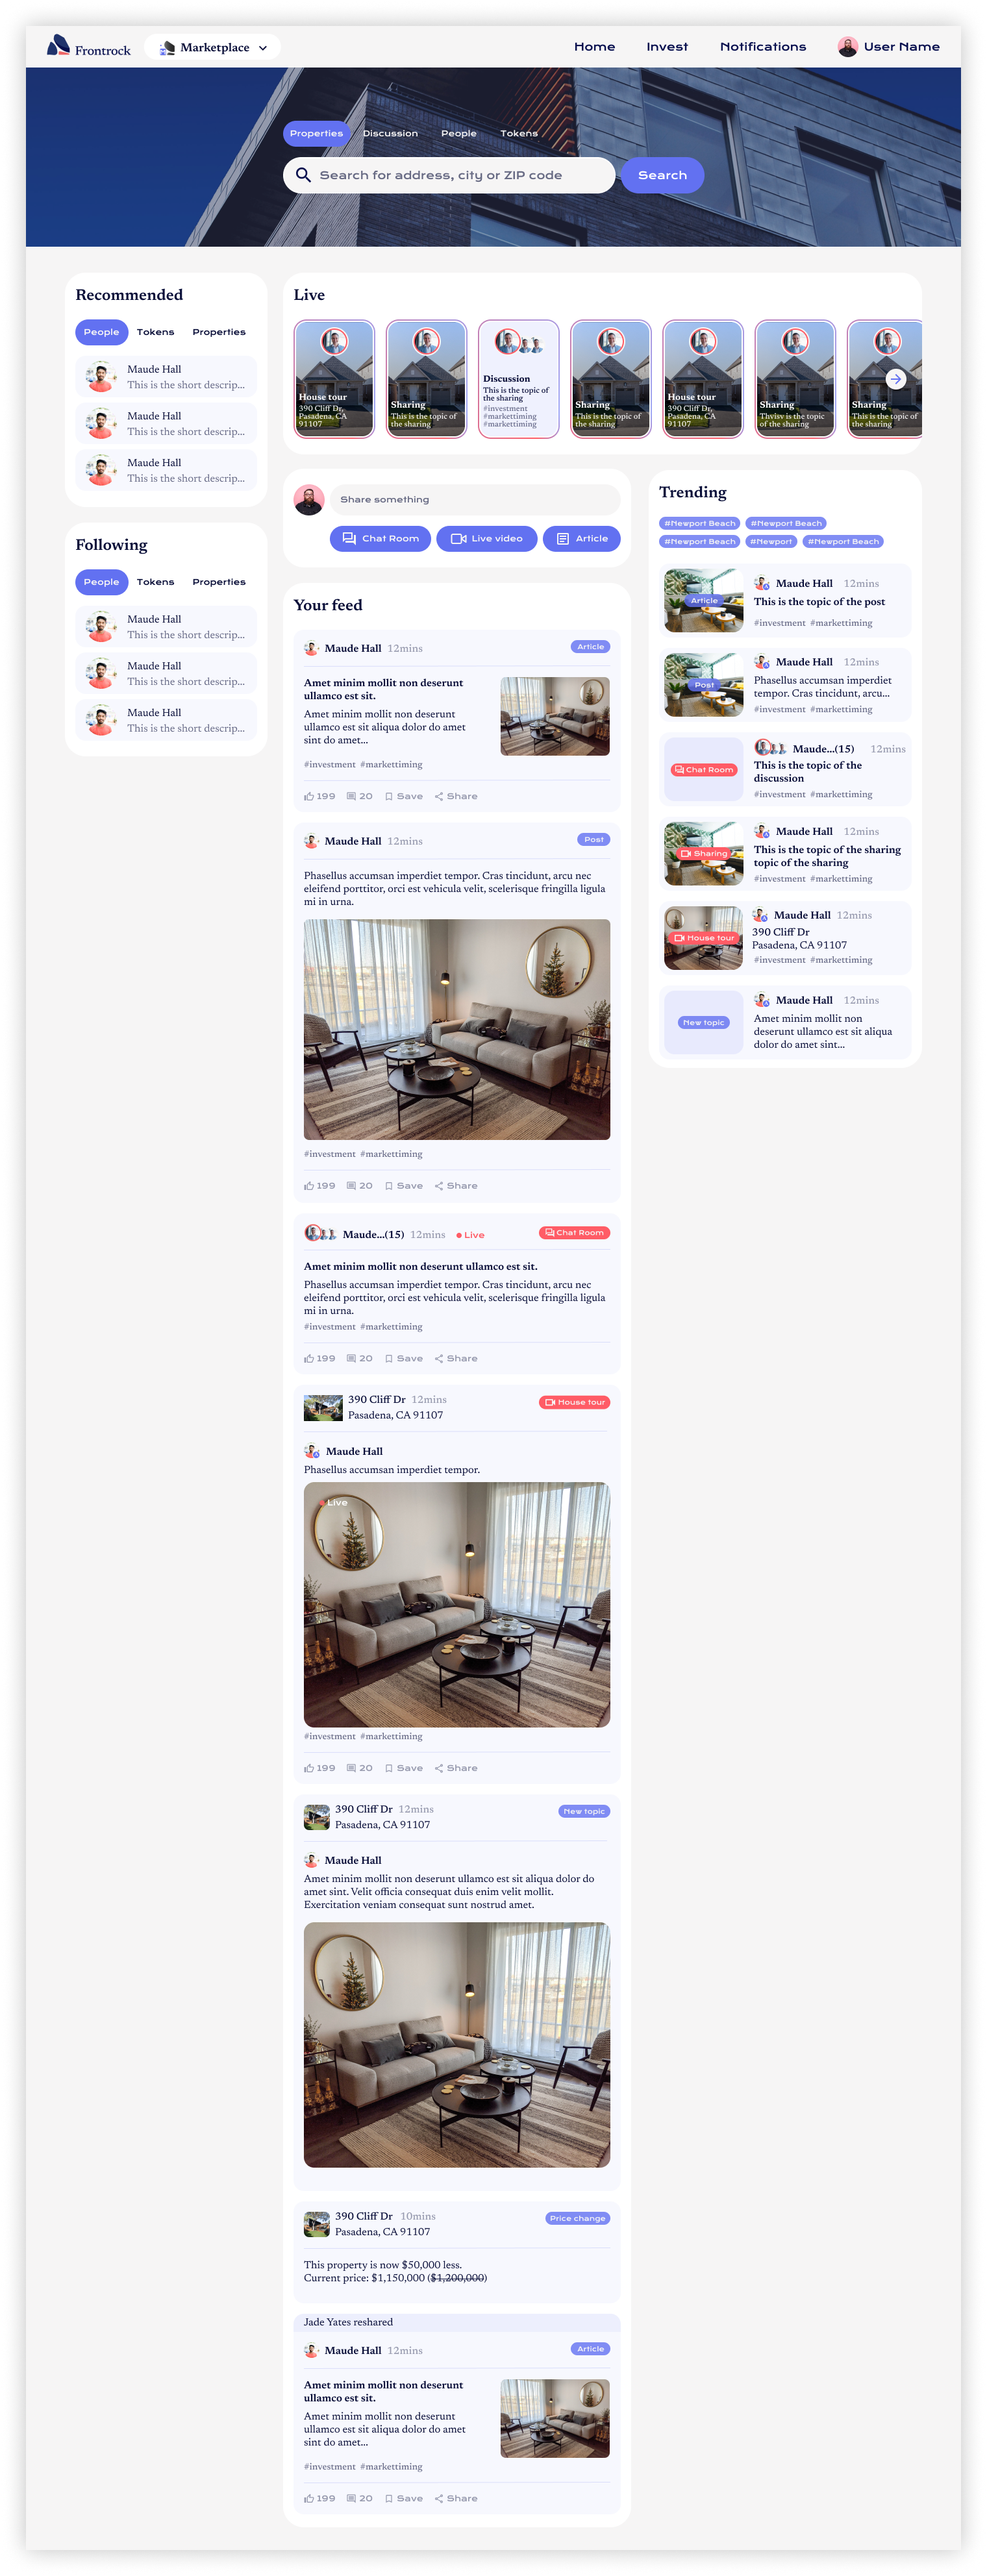 Frontrock
Marketplace
Home
Invest
Notifications
User Name
Properties
Discussion
People
Tokens
Search for address, city or ZIP code
Search
Recommended
People
Tokens
Properties
Maude Hall
This is the short descrip...
Maude Hall
This is the short descrip...
Maude Hall
This is the short descrip...
Following
People
Tokens
Properties
Maude Hall
This is the short descrip...
Maude Hall
This is the short descrip...
Maude Hall
This is the short descrip...
Live
House tour
390 Cliff Dr,
Pasadena, CA
91107
Sharing
This is the topic of
the sharing
Discussion
This is the topic of
the sharing
#investment
#markettiming
#markettiming
Sharing
This is the topic of
the sharing
House tour
390 Cliff Dr,
Pasadena, CA
91107
Sharing
Thvisv is the topic
of the sharing
Sharing
This is the topic of
the sharing
Share something
Chat Room
Live video
Article
Your feed
Maude Hall 12mins
Article
Amet minim mollit non deserunt
ullamco est sit.
Amet minim mollit non deserunt
ullamco est sit aliqua dolor do amet
sint do amet...
#investment #markettiming
199 20 Save Share
Maude Hall 12mins
Post
Phasellus accumsan imperdiet tempor. Cras tincidunt, arcu nec
eleifend porttitor, orci est vehicula velit, scelerisque fringilla ligula
mi in urna.
#investment #markettiming
199 20 Save Share
Maude...(15) 12mins Live
Chat Room
Amet minim mollit non deserunt ullamco est sit.
Phasellus accumsan imperdiet tempor. Cras tincidunt, arcu nec
eleifend porttitor, orci est vehicula velit, scelerisque fringilla ligula
mi in urna.
#investment #markettiming
199 20 Save Share
390 Cliff Dr 12mins
Pasadena, CA 91107
House tour
Maude Hall
Phasellus accumsan imperdiet tempor.
Live
#investment #markettiming
199 20 Save Share
390 Cliff Dr 12mins
Pasadena, CA 91107
New topic
Maude Hall
Amet minim mollit non deserunt ullamco est sit aliqua dolor do
amet sint. Velit officia consequat duis enim velit mollit.
Exercitation veniam consequat sunt nostrud amet.
390 Cliff Dr 10mins
Pasadena, CA 91107
Price change
This property is now $50,000 less.
Current price: $1,150,000 ($1,200,000)
Jade Yates reshared
Maude Hall 12mins
Article
Amet minim mollit non deserunt
ullamco est sit.
Amet minim mollit non deserunt
ullamco est sit aliqua dolor do amet
sint do amet...
#investment #markettiming
199 20 Save Share
Trending
#Newport Beach #Newport Beach
#Newport Beach #Newport #Newport Beach
Article
Maude Hall 12mins
This is the topic of the post
#investment #markettiming
Post
Maude Hall 12mins
Phasellus accumsan imperdiet
tempor. Cras tincidunt, arcu...
#investment #markettiming
Chat Room
Maude...(15) 12mins
This is the topic of the
discussion
#investment #markettiming
Sharing
Maude Hall 12mins
This is the topic of the sharing
topic of the sharing
#investment #markettiming
House tour
Maude Hall 12mins
390 Cliff Dr
Pasadena, CA 91107
#investment #markettiming
New topic
Maude Hall 12mins
Amet minim mollit non
deserunt ullamco est sit aliqua
dolor do amet sint...